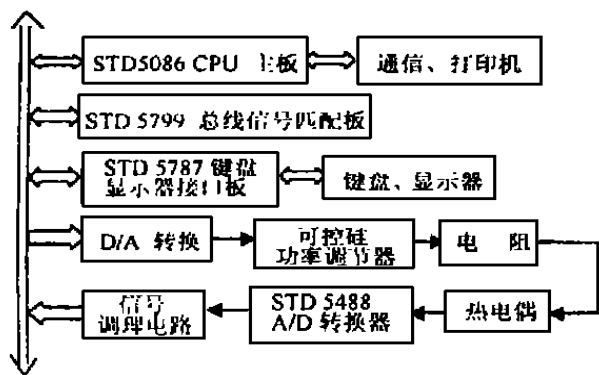 STD5086 CPU 主板
通信、打印机
STD 5799 总线信号匹配板
STD 5787 键盘
显示器接口板
键盘、显示器
D/A 转换
可控硅
功率调节器
电 阻
信号
调理电路
STD 5488
A/D 转换器
热电偶